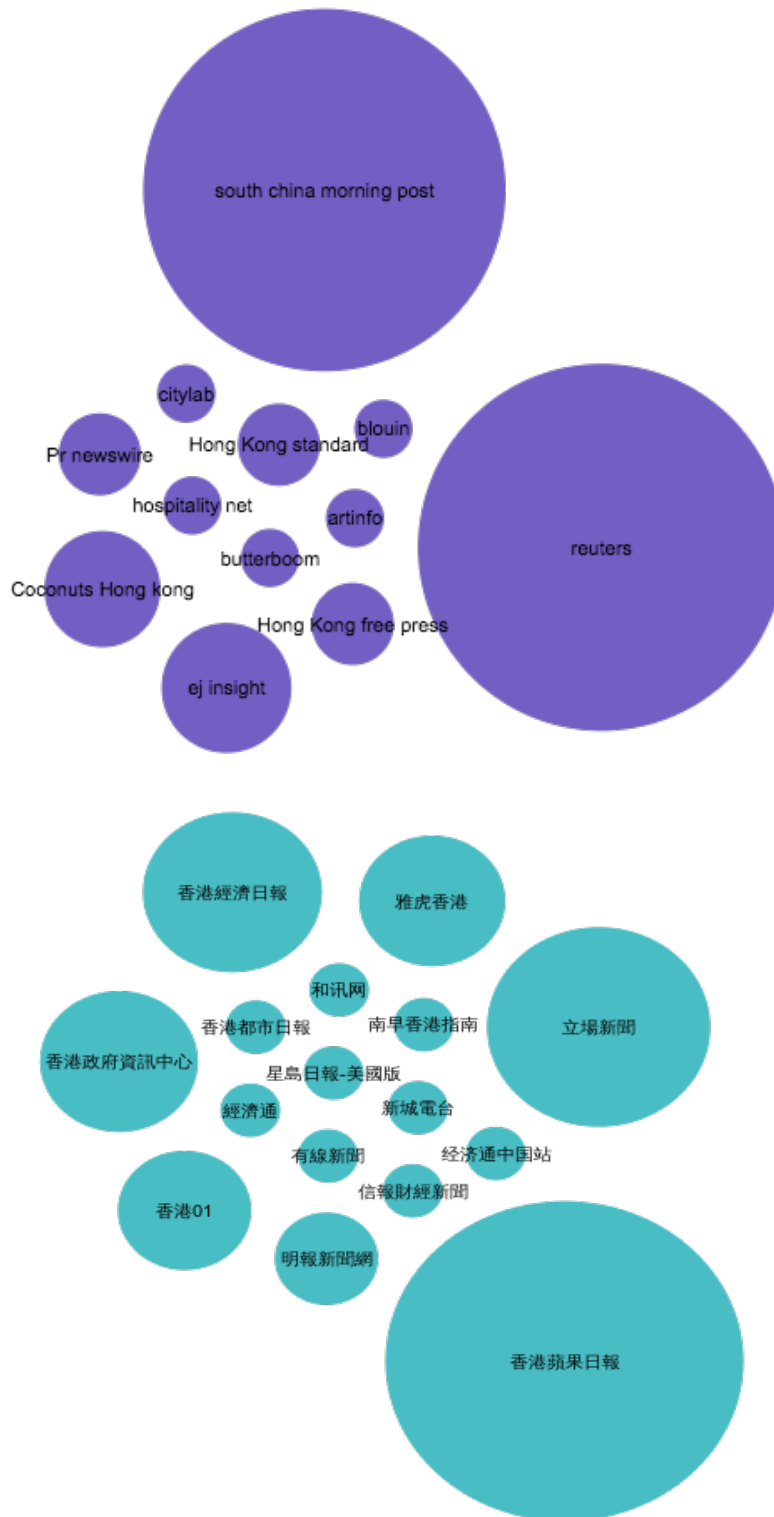 south china morning post
citylab
blouin
Hong Kong standard
Pr newswire
hospitality net
artinfo
reuters
butterboom
Coconuts Hong kong
Hong Kong free press
ej insight
香港經濟日報
雅虎香港
和讯网
香港都市日報
南早香港指南
立場新聞
香港政府資訊中心
星島日報-美國版
經濟通
新城電台
有線新聞
经济通中国站
信報財經新聞
香港01
明報新聞網
香港蘋果日報